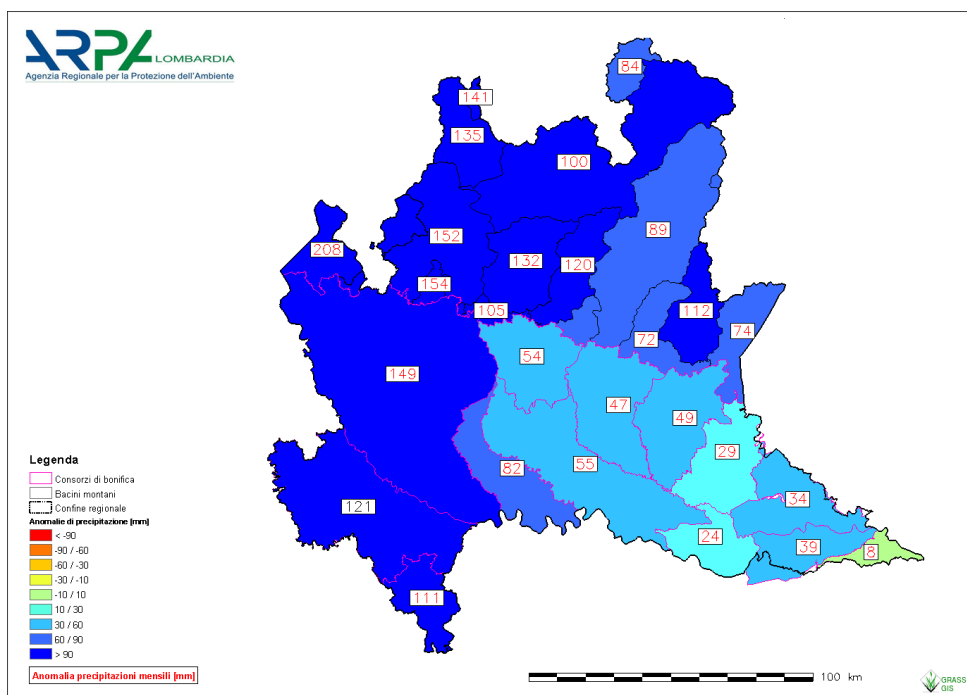 ARPA LOMBARDIA
Agenzia Regionale per la Protezione dell'Ambiente
84
141
135
100
89
208
152
132
120
154
105
112
74
72
54
149
47
49
29
82
55
34
121
24
39
8
111
Legenda
Consorzi di bonifica
Bacini montani
Confine regionale
Anomalie di precipitazione [mm]
< -90
-90 / -60
-60 / -30
-30 / -10
-10 / 10
10 / 30
30 / 60
60 / 90
> 90
Anomalia precipitazioni mensili [mm]
100 km
GRASS
GIS